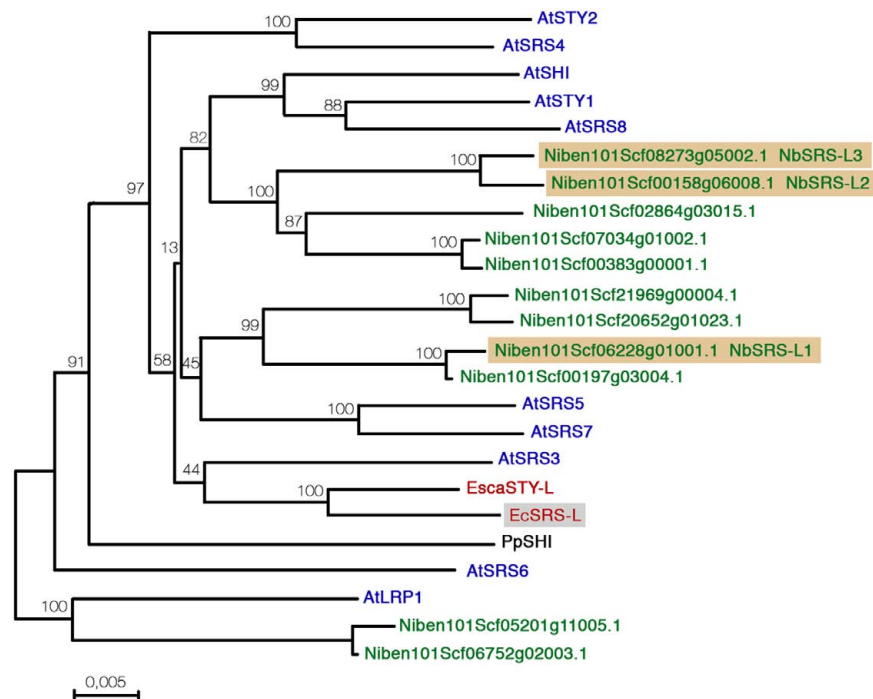 AtSTY2
100
AtSRS4
AtSHI
99
AtSTY1
88
AtSRS8
82
Niben101Scf08273g05002.1 NbSRS-L3
100
Niben101Scf00158g06008.1 NbSRS-L2
97
100
Niben101Scf02864g03015.1
87
Niben101Scf07034g01002.1
100
Niben101Scf00383g00001.1
13
Niben101Scf21969g00004.1
100
Niben101Scf20652g01023.1
99
Niben101Scf06228g01001.1 NbSRS-L1
100
91
58
45
Niben101Scf00197g03004.1
AtSRS5
100
AtSRS7
AtSRS3
44
EscaSTY-L
100
EcSRS-L
PpSHI
AtSRS6
AtLRP1
100
Niben101Scf05201g11005.1
Niben101Scf06752g02003.1
0,005